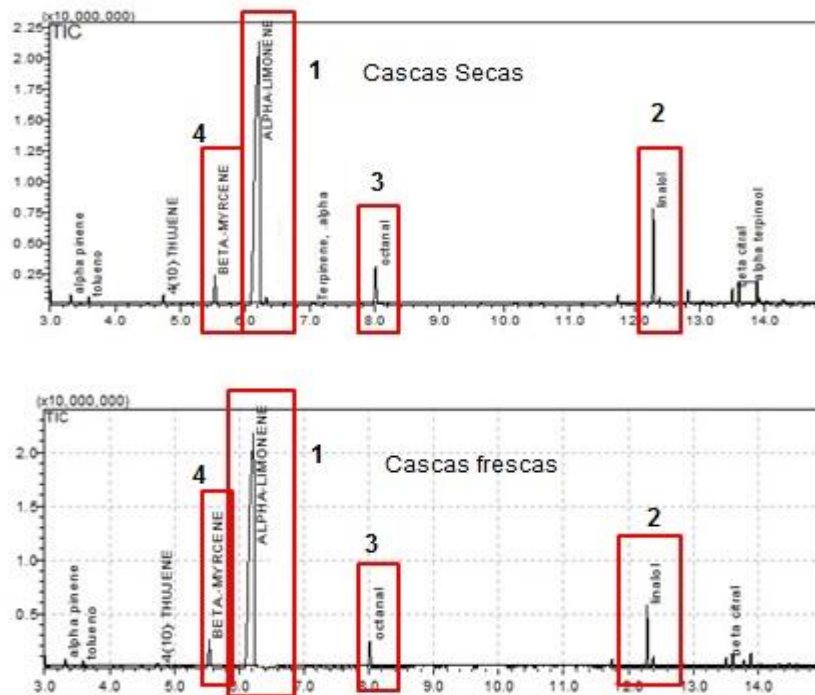 (x10,000,000)
TIC
2.25
2.00
1.75
1.50
1.25
1.00
0.75
0.50
0.25
1
Cascas Secas
4
3
2
alpha pinene
tolueno
4(10)-THUJENE
BETA.-MYRCENE
ALPHA-LIMONENE
Terpinene, .alpha
octanal
linalol
beta citral
alpha terpineol
3.0 4.0 5.0 6.0 7.0 8.0 9.0 10.0 11.0 12.0 13.0 14.0
(x10,000,000)
TIC
2.0
1.5
1.0
0.5
1
Cascas frescas
4
3
2
alpha pinene
tolueno
4(10)-THUJENE
BETA.-MYRCENE
ALPHA-LIMONENE
octanal
linalol
beta citral
3.0 4.0 5.0 6.0 7.0 8.0 9.0 10.0 11.0 12.0 13.0 14.0